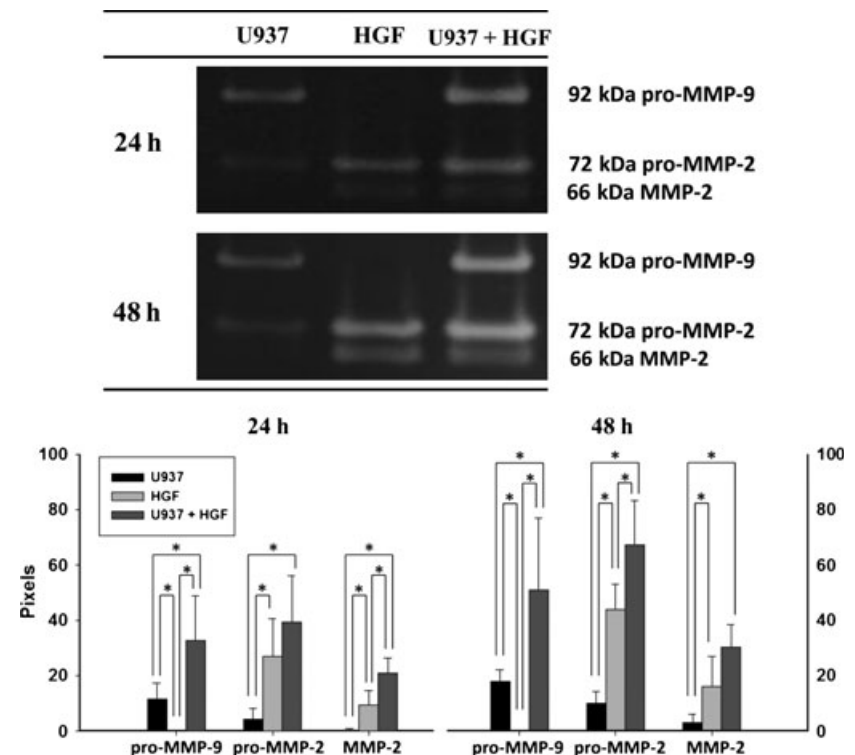 U937 HGF U937 + HGF
24 h
92 kDa pro-MMP-9
72 kDa pro-MMP-2
66 kDa MMP-2
48 h
92 kDa pro-MMP-9
72 kDa pro-MMP-2
66 kDa MMP-2
24 h 48 h
Pixels
100
80
60
40
20
0
U937
HGF
U937 + HGF
* * *
* *
* * *
* * *
* * *
* *
pro-MMP-9 pro-MMP-2 MMP-2
pro-MMP-9 pro-MMP-2 MMP-2
100
80
60
40
20
0